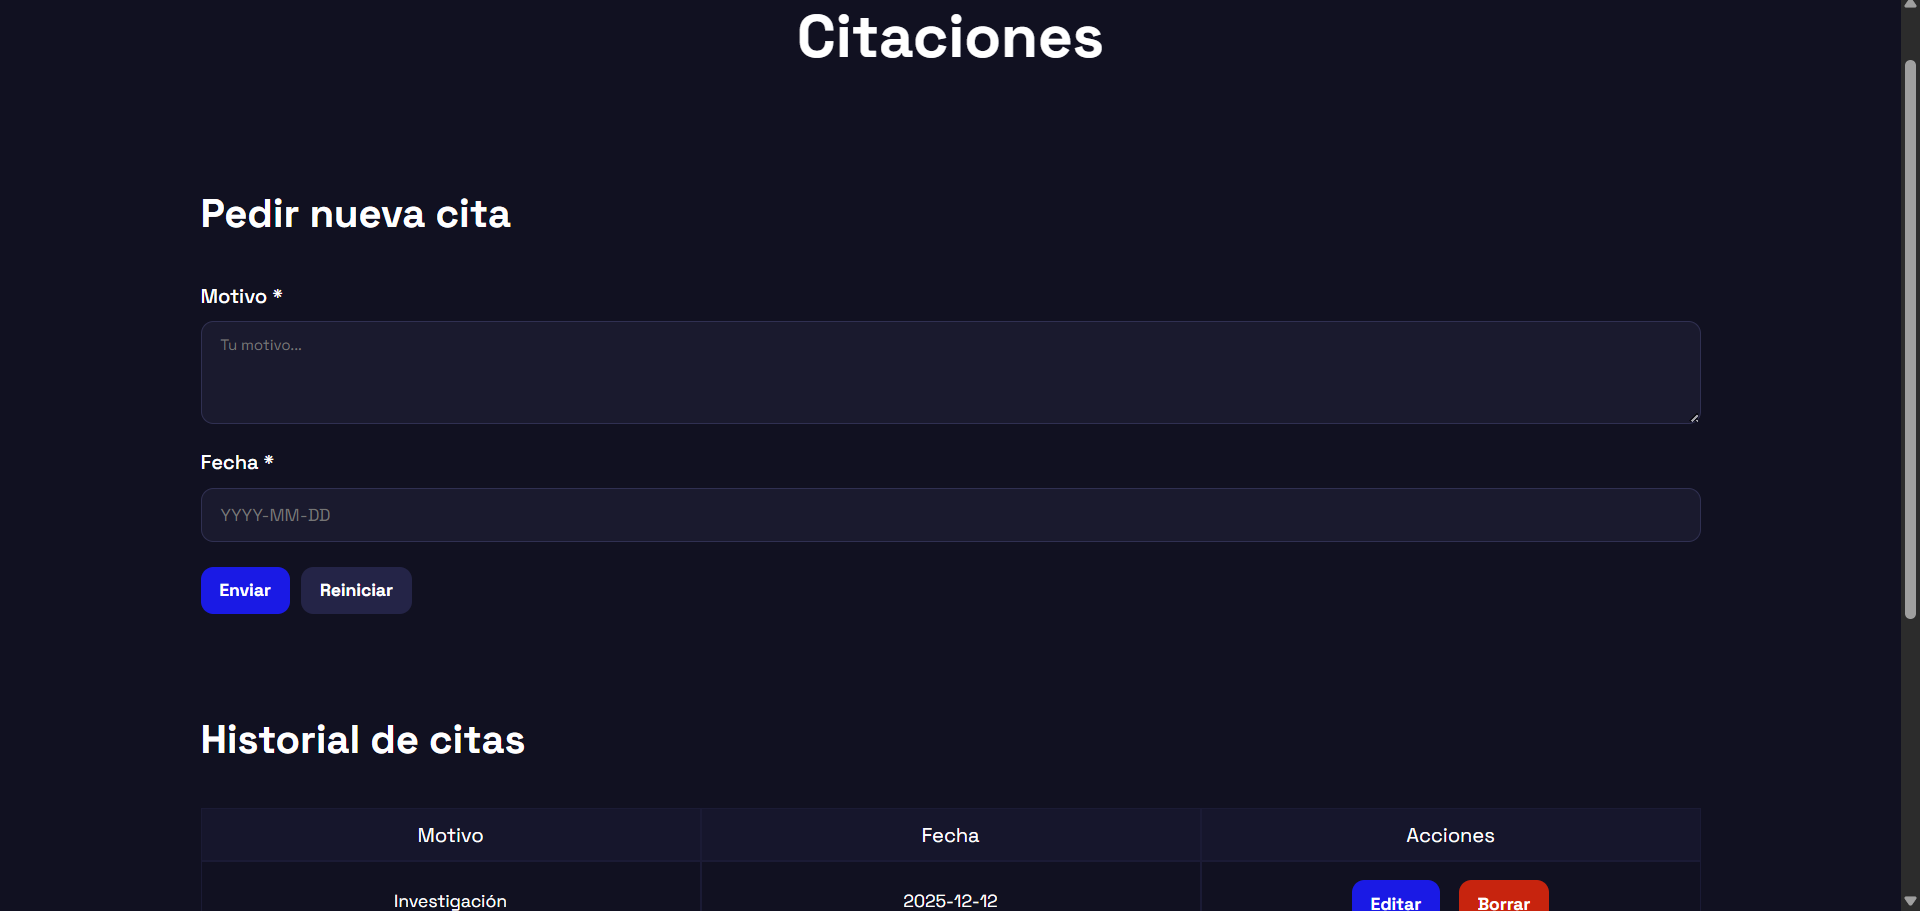 Citaciones
Pedir nueva cita
Motivo *
Tu motivo...
Fecha *
YYYY-MM-DD
Enviar Reiniciar
Historial de citas
Motivo Fecha Acciones
Investigación 2025-12-12 Editar Borrar